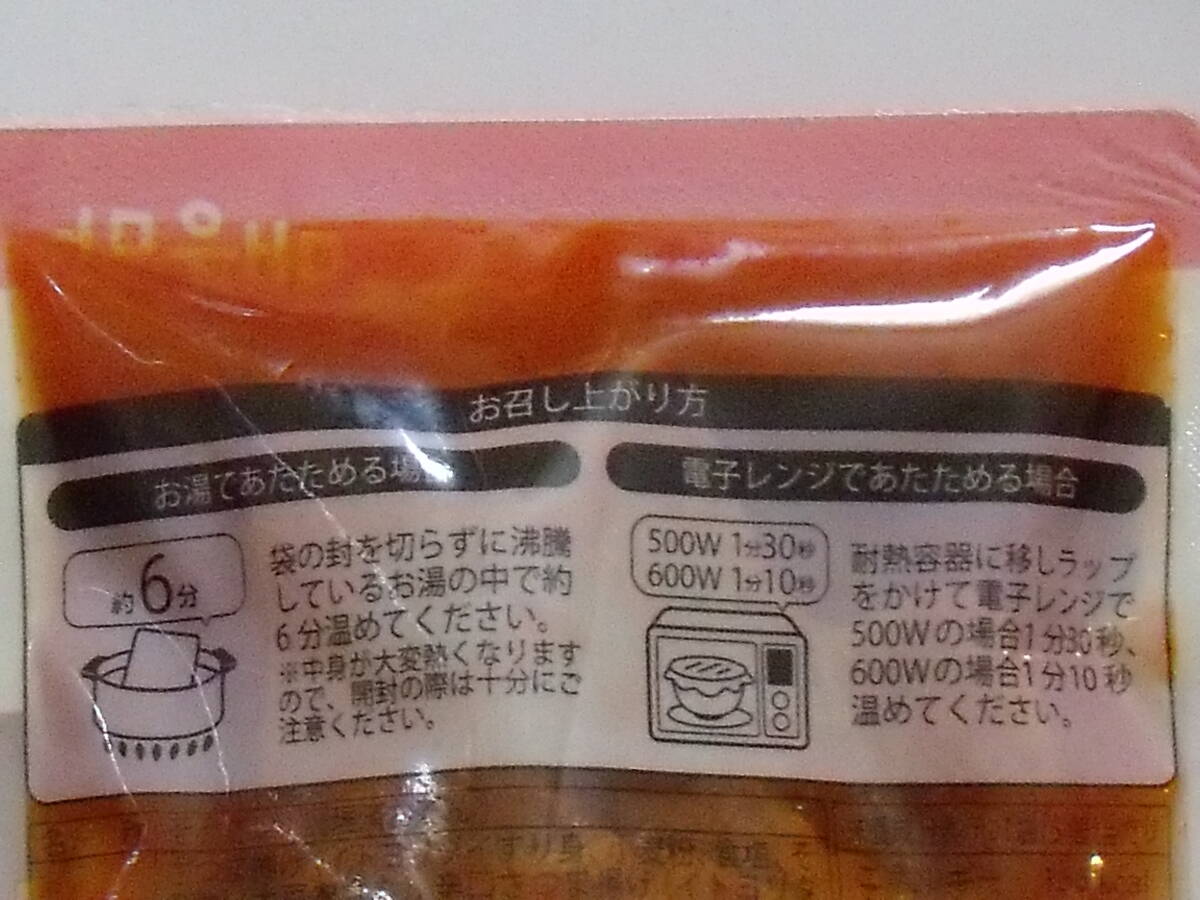 お召し上がり方
お湯であたためる場合
約6分
袋の封を切らずに沸騰
しているお湯の中で約
6分温めてください。
※中身が大変熱くなります
ので、開封の際は十分にご
注意ください。
電子レンジであたためる場合
500W 1分30秒
600W 1分10秒
耐熱容器に移しラップ
をかけて電子レンジで
500Wの場合1分30秒、
600Wの場合1分10秒
温めてください。
すり身